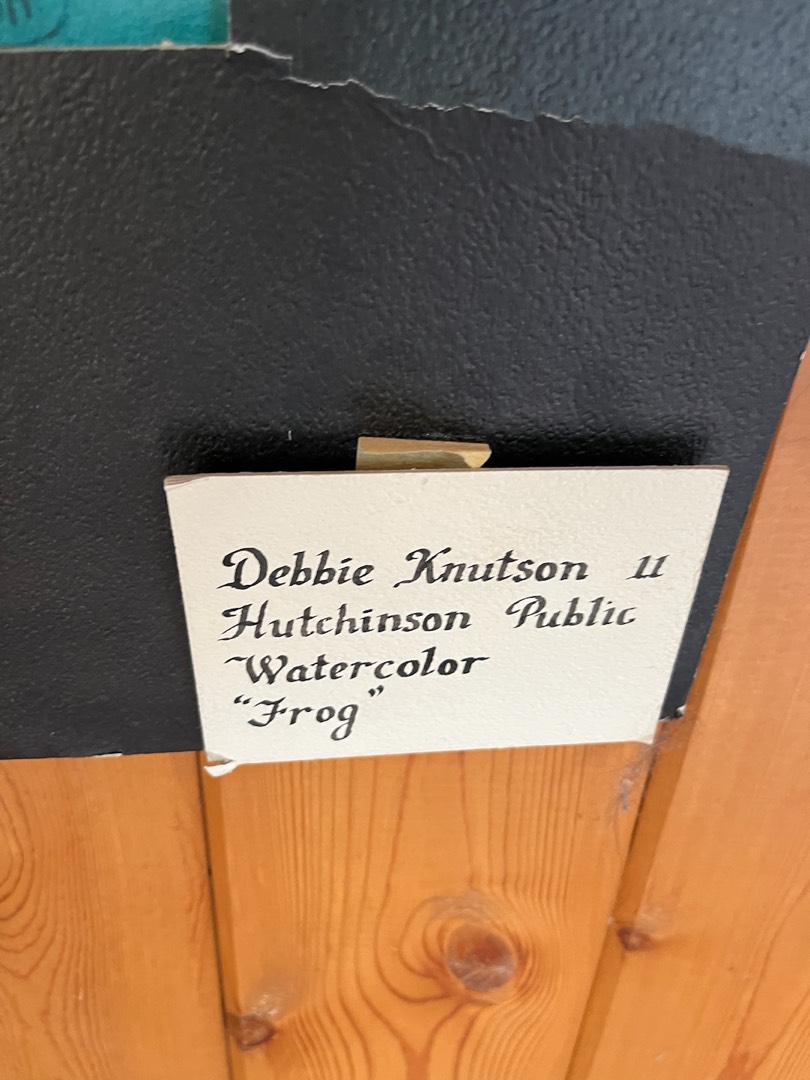 Debbie Knutson 11
Hutchinson Public
Watercolor
"Frog"